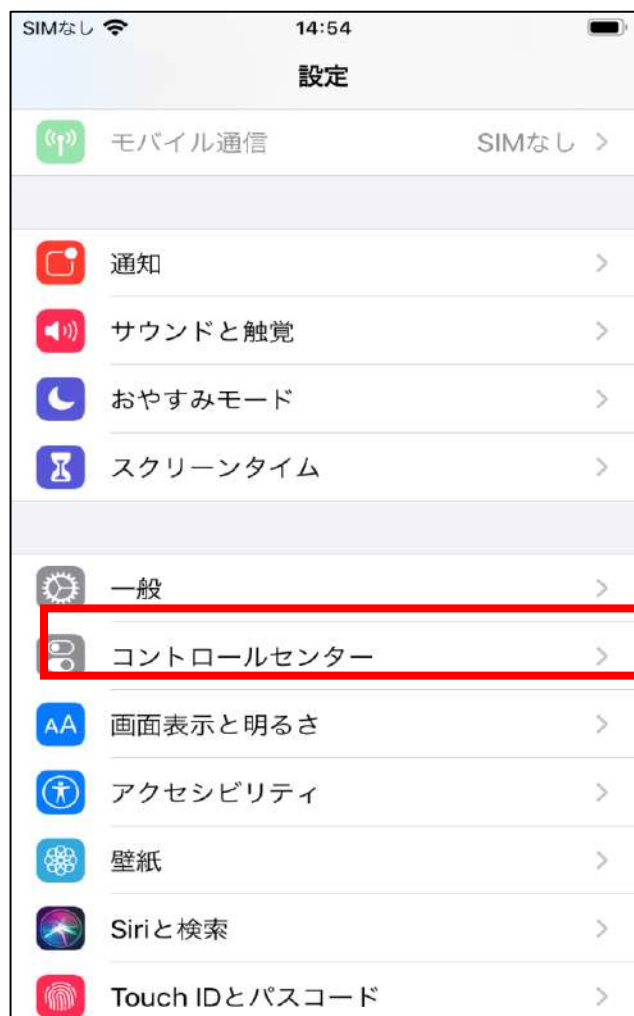 SIMなし 14:54
設定
モバイル通信 SIMなし
通知
サウンドと触覚
おやすみモード
スクリーンタイム
一般
コントロールセンター
AA 画面表示と明るさ
アクセシビリティ
壁紙
Siriと検索
Touch IDとパスコード